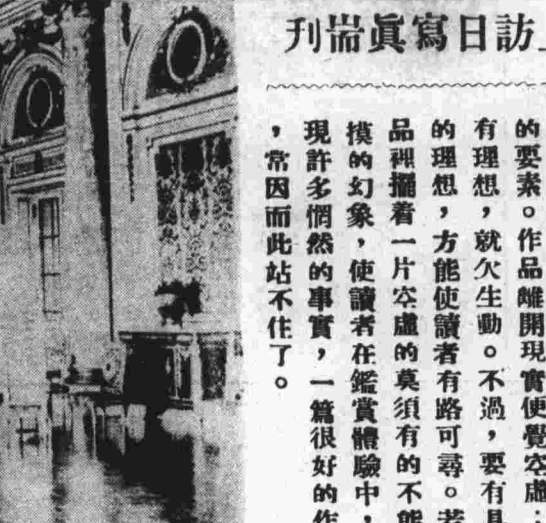 訪日寫眞耑刊
的要素。作品離開現實便覺空虛;
有理想,就欠生動。不過,要有具
的理想,方能使讀者有路可尋。若
品裡擺着一片空虛的莫須有的不能
摸的幻象,使讀者在鑑賞體驗中,
現許多惘然的事實,一篇很好的作
,常因而此站不住了。